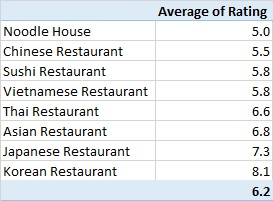 Average of Rating
Noodle House 5.0
Chinese Restaurant 5.5
Sushi Restaurant 5.8
Vietnamese Restaurant 5.8
Thai Restaurant 6.6
Asian Restaurant 6.8
Japanese Restaurant 7.3
Korean Restaurant 8.1
6.2